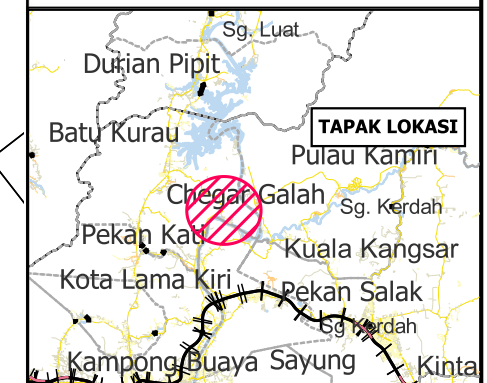 Sg. Luat
Durian Pipit
TAPAK LOKASI
Batu Kurau
Pulau Kamiri
Chegar Galah
Sg. Kerdah
Pekan Kati
Kuala Kangsar
Kota Lama Kiri
Pekan Salak
Sg Kerdah
Kampong Buaya
Sayung
Kinta